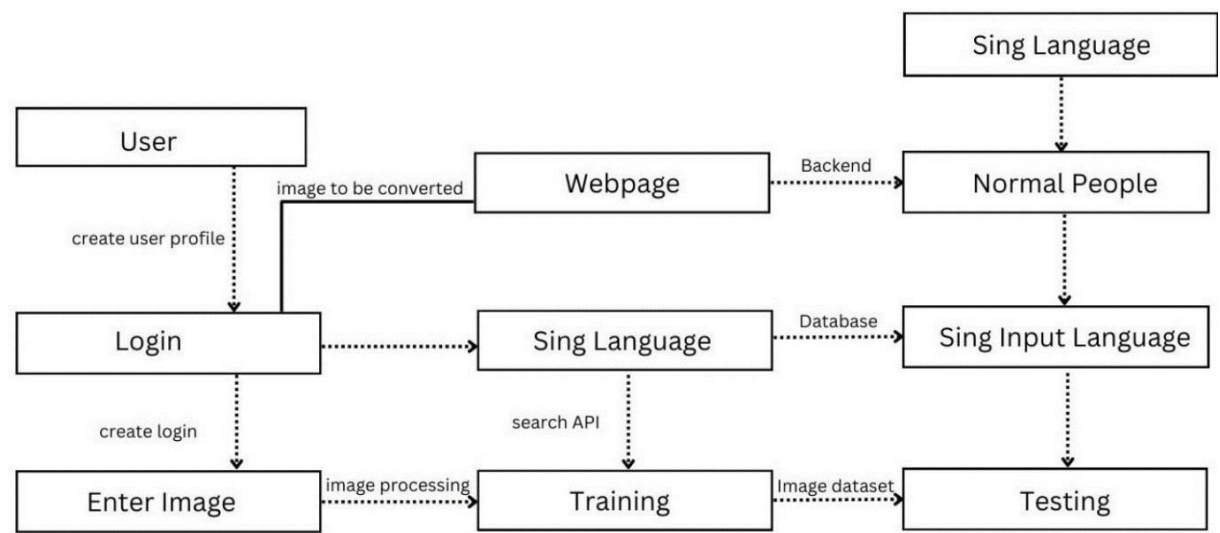 Sing Language
User
image to be converted
Webpage
Backend
Normal People
create user profile
Login
Sing Language
Database
Sing Input Language
create login
search API
Enter Image
image processing
Training
Image dataset
Testing